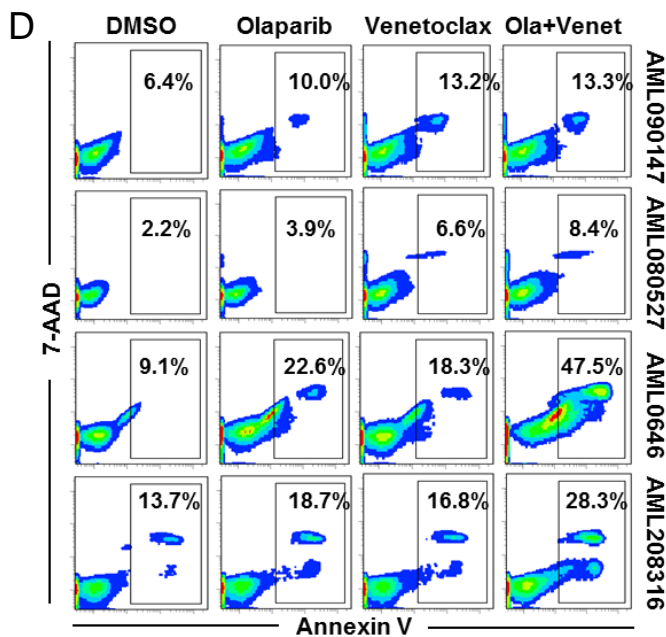 D
DMSO Olaparib Venetoclax Ola+Venet
6.4% 10.0% 13.2% 13.3% AML090147
2.2% 3.9% 6.6% 8.4% AML080527
9.1% 22.6% 18.3% 47.5% AML0646
13.7% 18.7% 16.8% 28.3% AML208316
7-AAD
Annexin V